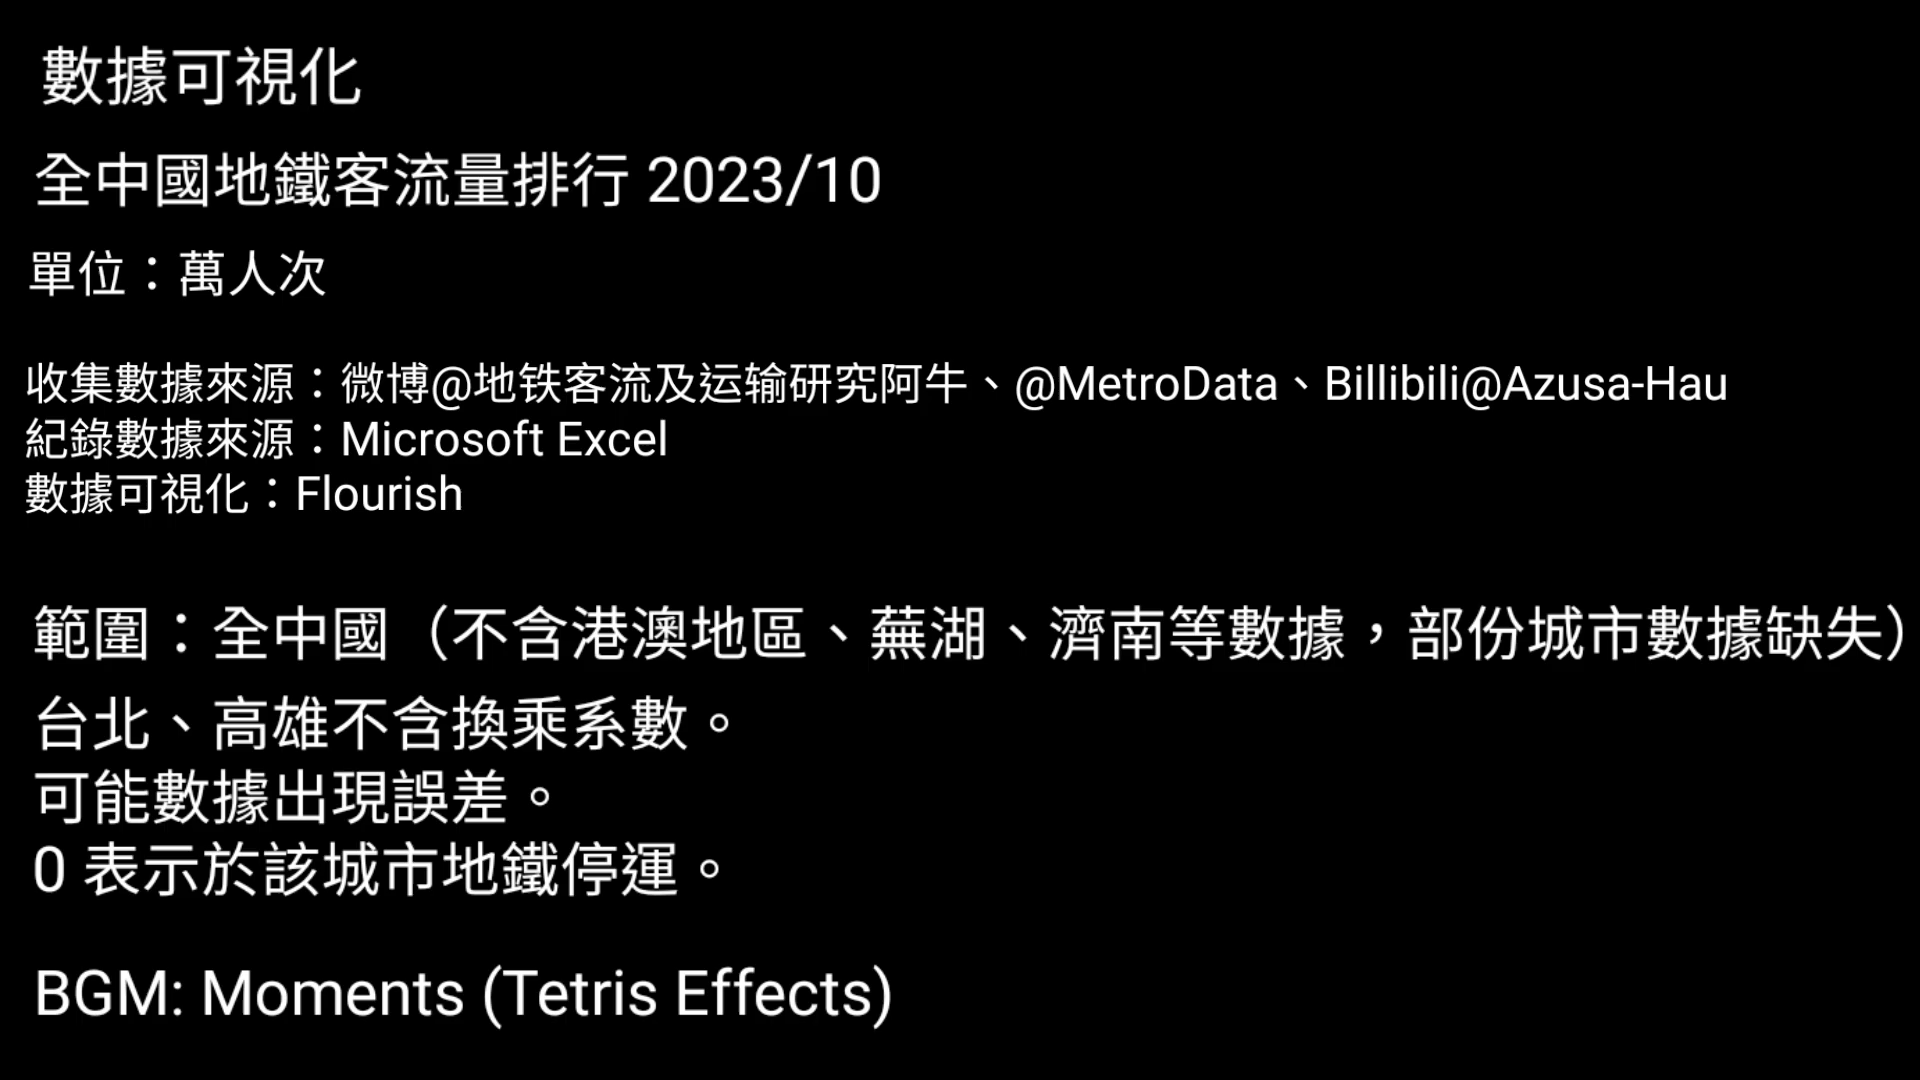 數據可視化
全中國地鐵客流量排行 2023/10
單位：萬人次
收集數據來源：微博@地铁客流及运输研究阿牛、@MetroData、Billibili@Azusa-Hau
紀錄數據來源：Microsoft Excel
數據可視化：Flourish
範圍：全中國（不含港澳地區、蕪湖、濟南等數據，部份城市數據缺失）
台北、高雄不含換乘系數。
可能數據出現誤差。
0 表示於該城市地鐵停運。
BGM: Moments (Tetris Effects)